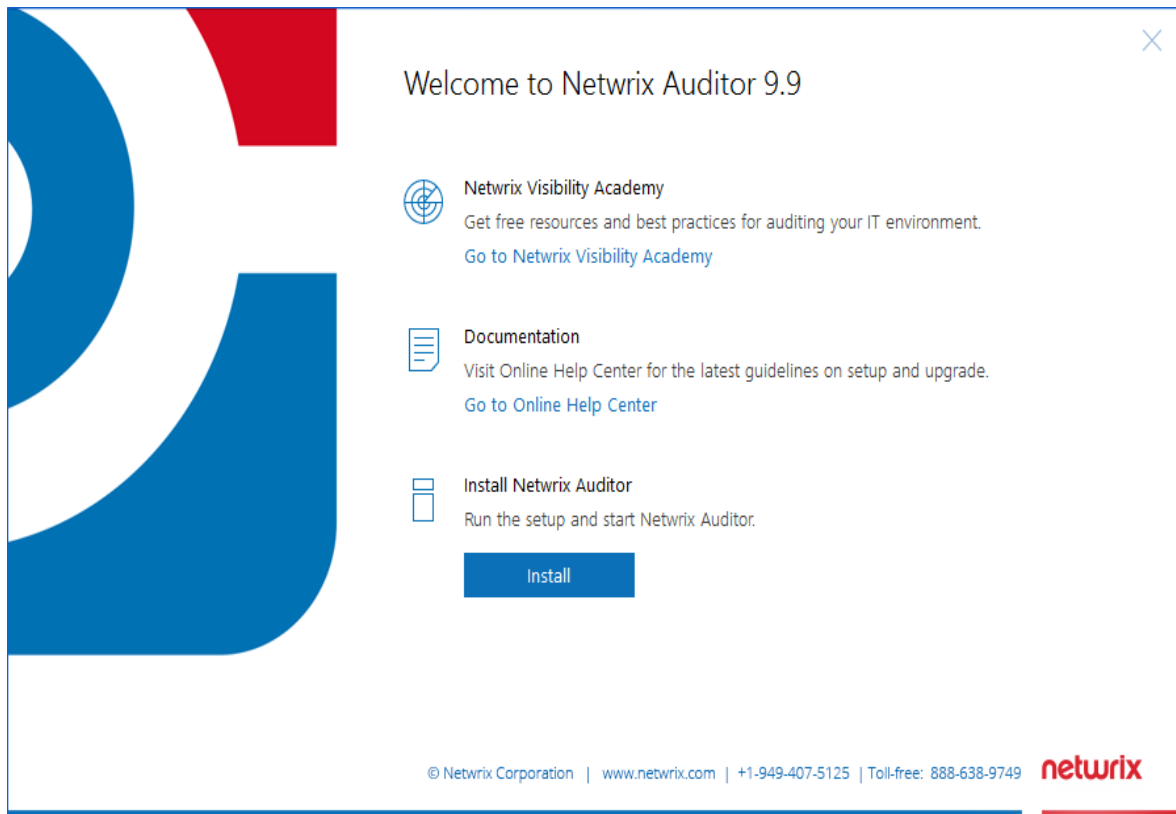 Welcome to Netwrix Auditor 9.9
Netwrix Visibility Academy
Get free resources and best practices for auditing your IT environment.
Go to Netwrix Visibility Academy
Documentation
Visit Online Help Center for the latest guidelines on setup and upgrade.
Go to Online Help Center
Install Netwrix Auditor
Run the setup and start Netwrix Auditor.
Install
© Netwrix Corporation | www.netwrix.com | +1-949-407-5125 | Toll-free: 888-638-9749
netwrix